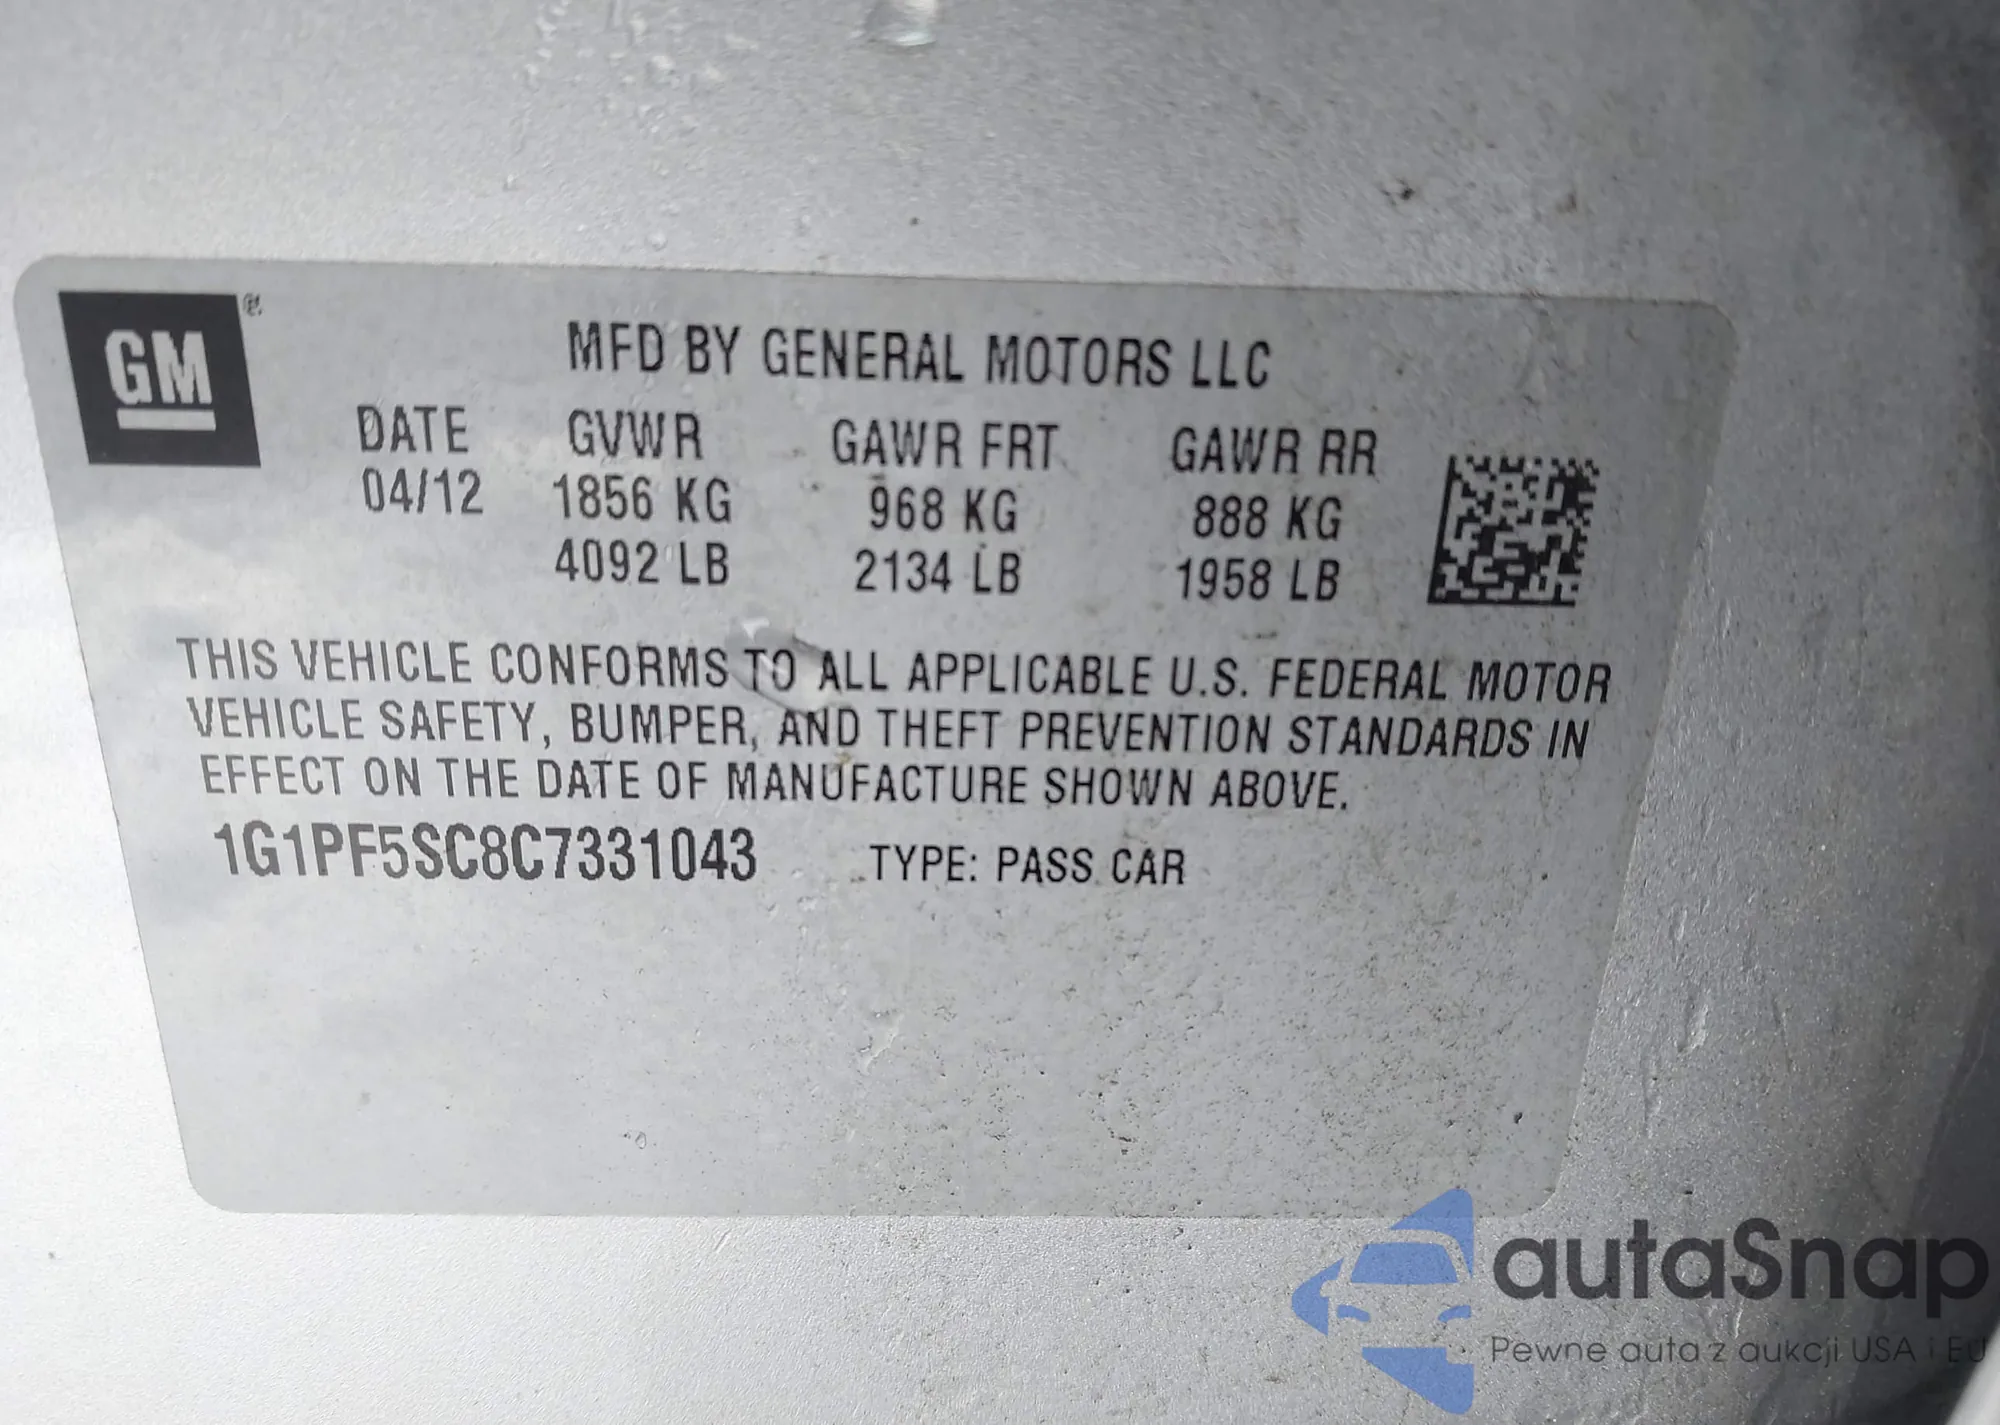 GM®
MFD BY GENERAL MOTORS LLC
DATE GVWR GAWR FRT GAWR RR
04/12 1856 KG 968 KG 888 KG
4092 LB 2134 LB 1958 LB
THIS VEHICLE CONFORMS TO ALL APPLICABLE U.S. FEDERAL MOTOR
VEHICLE SAFETY, BUMPER, AND THEFT PREVENTION STANDARDS IN
EFFECT ON THE DATE OF MANUFACTURE SHOWN ABOVE.
1G1PF5SC8C7331043 TYPE: PASS CAR
autaSnap
Pewne auta z aukcji USA i EU